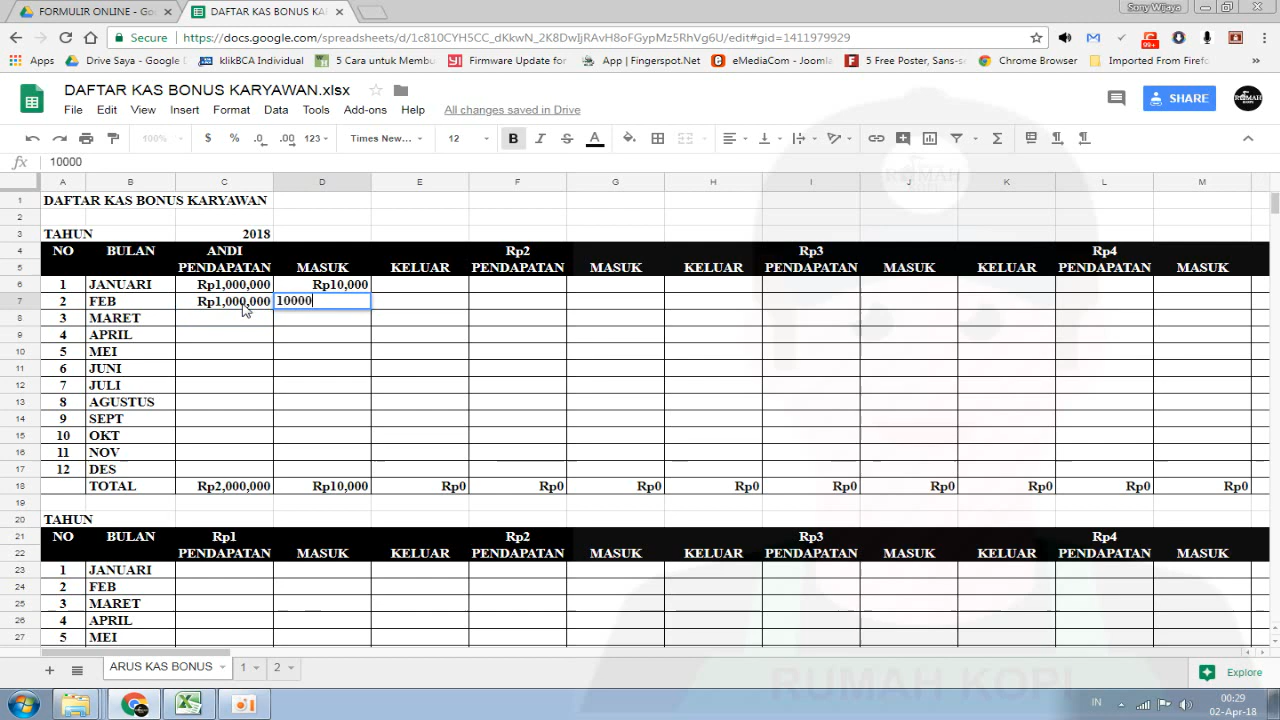 FORMULIR ONLINE - Go
DAFTAR KAS BONUS KA
Sony Wijaya
Secure
https://docs.google.com/spreadsheets/d/1c810CYH5CC_dKkwN_2K8DwJjRAvH8oFGypMz5RhVg6U/edit#gid=1411979929
Apps
Drive Saya - Google
klikBCA Individual
5 Cara untuk Membu
Firmware Update for
App | Fingerspot.Net
eMediaCom - Jawara
5 Free Poster, Sans-s
Chrome Browser
Imported From Firefo
DAFTAR KAS BONUS KARYAWAN.xlsx
File Edit View Insert Format Data Tools Add-ons Help All changes saved in Drive
SHARE
100% $ % .0 .00 123 Times New... 12 B I S A
fx 10000
A B C D E F G H I J K L M
1 DAFTAR KAS BONUS KARYAWAN
2
3 TAHUN 2018
4 NO BULAN ANDI Rp2 Rp3 Rp4
5 PENDAPATAN MASUK KELUAR PENDAPATAN MASUK KELUAR PENDAPATAN MASUK KELUAR PENDAPATAN MASUK
6 1 JANUARI Rp1,000,000 Rp10,000
7 2 FEB Rp1,000,000 10000
8 3 MARET
9 4 APRIL
10 5 MEI
11 6 JUNI
12 7 JULI
13 8 AGUSTUS
14 9 SEPT
15 10 OKT
16 11 NOV
17 12 DES
18 TOTAL Rp2,000,000 Rp10,000 Rp0 Rp0 Rp0 Rp0 Rp0 Rp0 Rp0 Rp0 Rp0
19
20 TAHUN
21 NO BULAN Rp1 Rp2 Rp3 Rp4
22 PENDAPATAN MASUK KELUAR PENDAPATAN MASUK KELUAR PENDAPATAN MASUK KELUAR PENDAPATAN MASUK
23 1 JANUARI
24 2 FEB
25 3 MARET
26 4 APRIL
27 5 MEI
ARUS KAS BONUS 1 2
Explore
RUMAH KOPI
IN
00:29
02-Apr-18